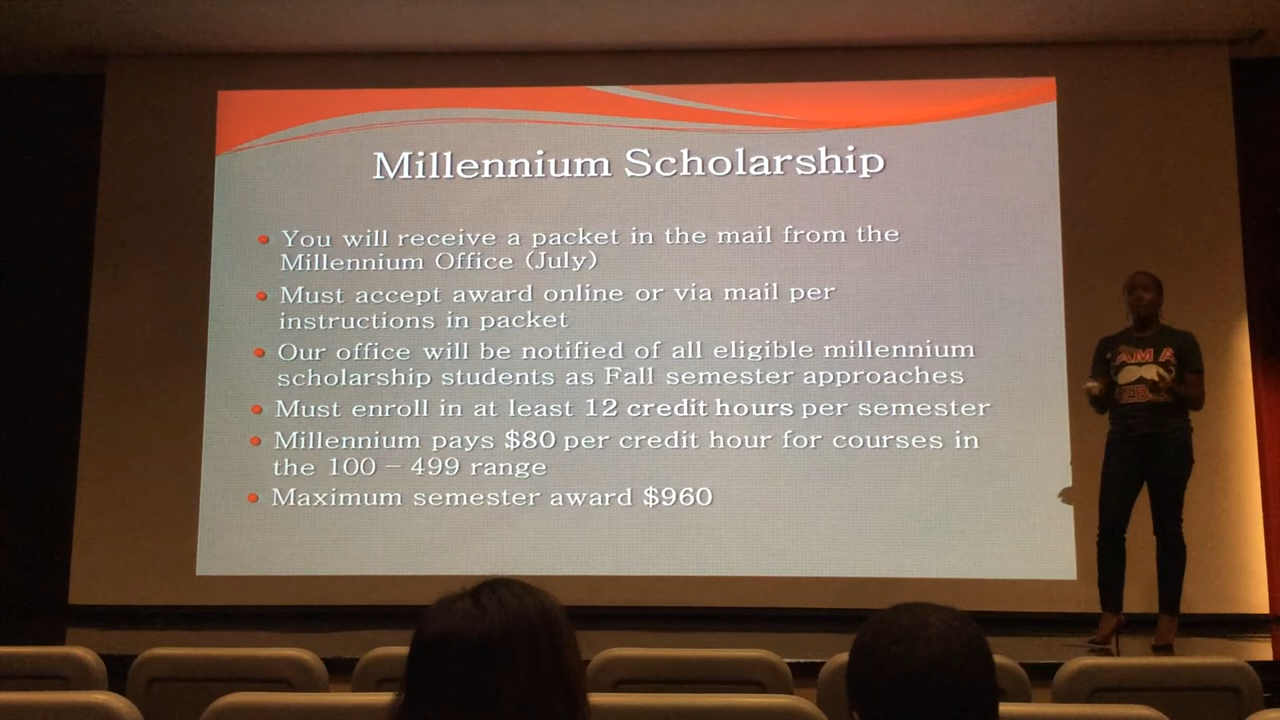 Millennium Scholarship
You will receive a packet in the mail from the
Millennium Office (July)
Must accept award online or via mail per
instructions in packet
Our office will be notified of all eligible millennium
scholarship students as Fall semester approaches
Must enroll in at least 12 credit hours per semester
Millennium pays $80 per credit hour for courses in
the 100 – 499 range
Maximum semester award $960
AM A